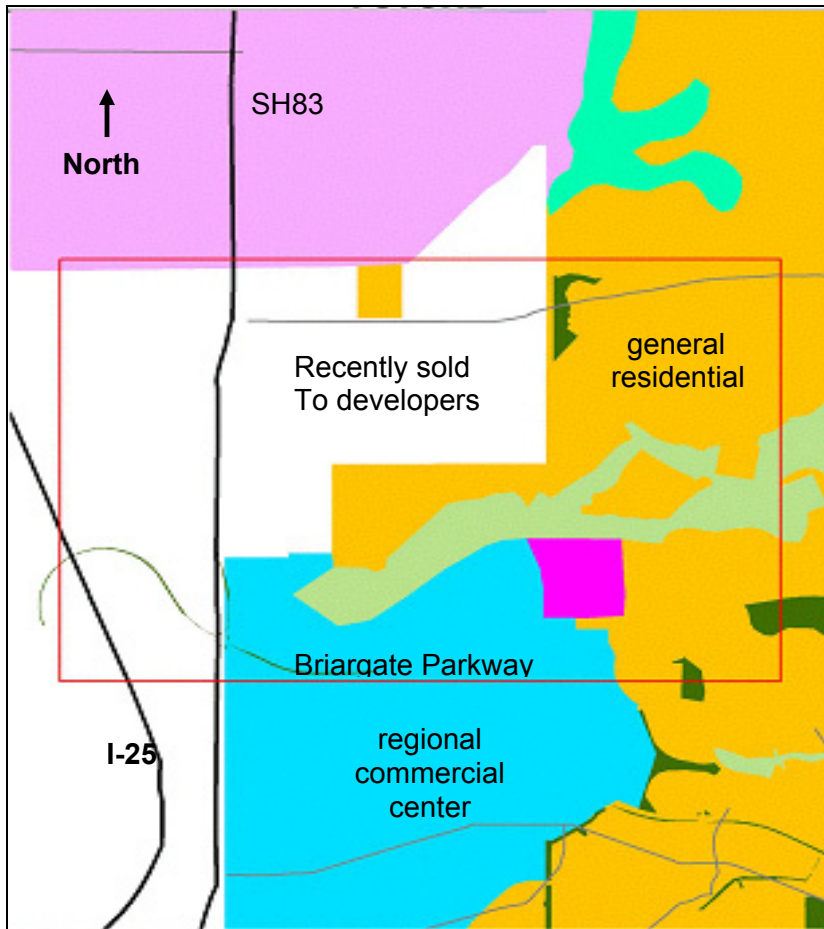 SH83
North
Recently sold
To developers
general
residential
Briargate Parkway
I-25
regional
commercial
center